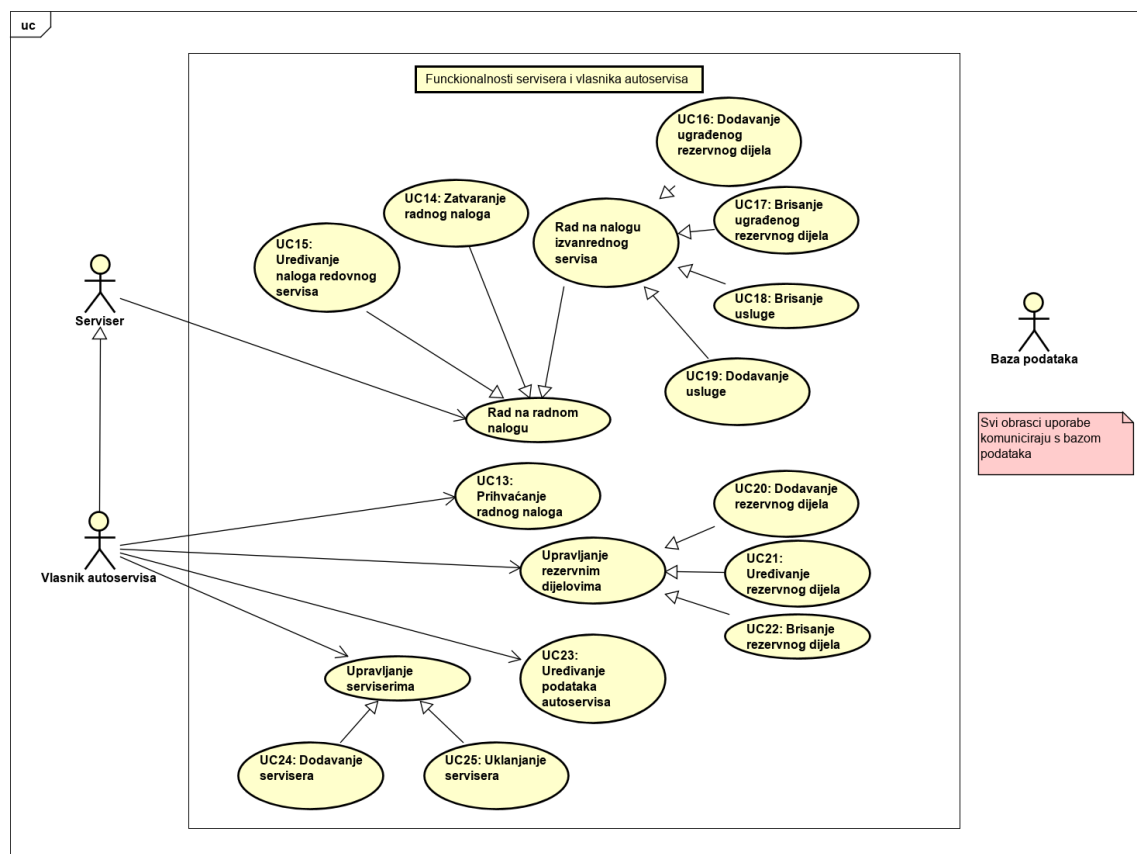 uc
Funckionalnosti servisera i vlasnika autoservisa
UC16: Dodavanje
ugrađenog
rezervnog dijela
UC14: Zatvaranje
radnog naloga
UC17: Brisanje
ugrađenog
rezervnog dijela
Rad na nalogu
izvanrednog
servisa
UC15:
Uređivanje
naloga redovnog
servisa
UC18: Brisanje
usluge
Serviser
Baza podataka
UC19: Dodavanje
usluge
Rad na radnom
nalogu
Svi obrasci uporabe
komuniciraju s bazom
podataka
UC13:
Prihvaćanje
radnog naloga
UC20: Dodavanje
rezervnog dijela
Vlasnik autoservisa
Upravljanje
rezervnim
dijelovima
UC21:
Uređivanje
rezervnog dijela
UC22: Brisanje
rezervnog dijela
UC23:
Uređivanje
podataka
autoservisa
Upravljanje
serviserima
UC24: Dodavanje
servisera
UC25: Uklanjanje
servisera